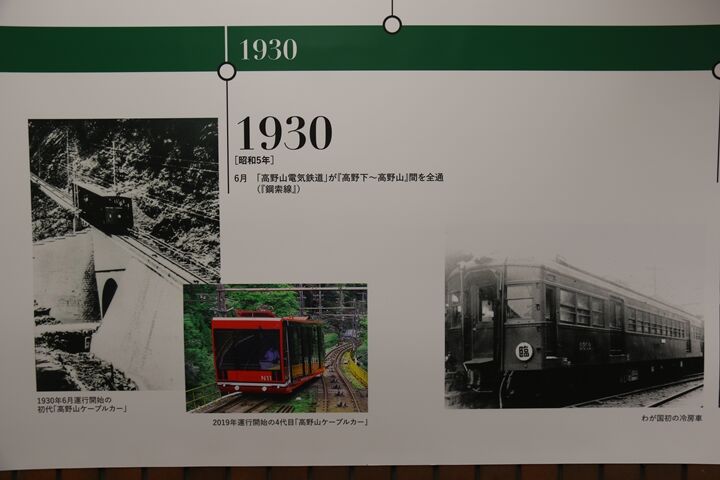 1930
1930
［昭和5年］
6月 「高野山電気鉄道」が『高野下～高野山』間を全通
（『鋼索線』）
臨
N11
1930年6月運行開始の
初代「高野山ケーブルカー」
2019年運行開始の4代目「高野山ケーブルカー」
わが国初の冷房車